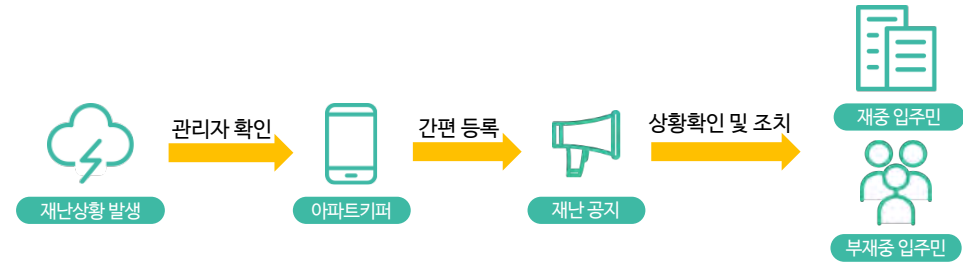 관리자 확인
간편 등록
상황확인 및 조치
재중 입주민
재난상황 발생
아파트키퍼
재난 공지
부재중 입주민